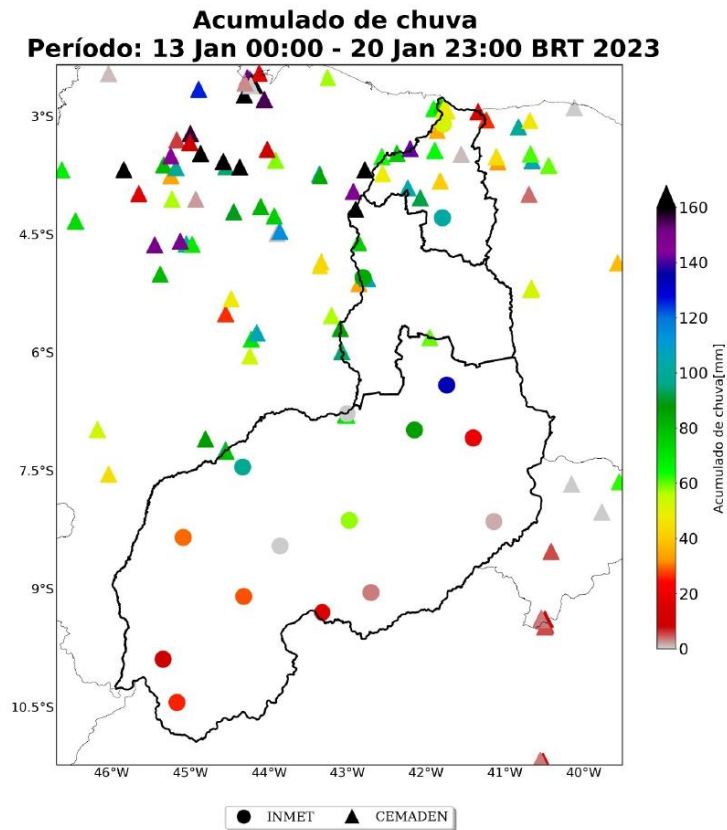 Acumulado de chuva
Período: 13 Jan 00:00 - 20 Jan 23:00 BRT 2023
3°S
4.5°S
6°S
7.5°S
9°S
10.5°S
46°W 45°W 44°W 43°W 42°W 41°W 40°W
160
140
120
100
80
60
40
20
0
Acumulado de chuva[mm]
INMET CEMADEN